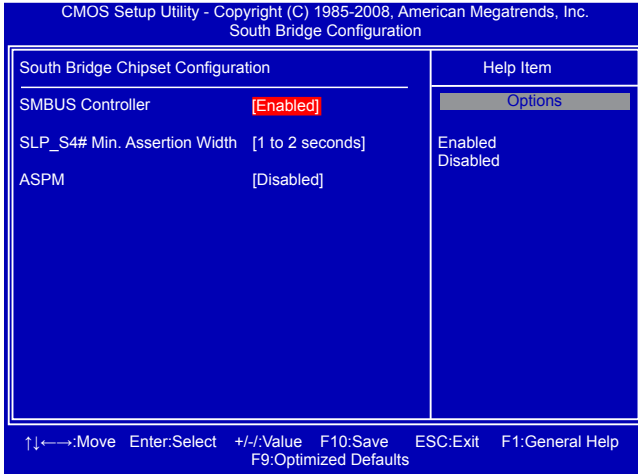 CMOS Setup Utility - Copyright (C) 1985-2008, American Megatrends, Inc.
South Bridge Configuration
South Bridge Chipset Configuration
Help Item
SMBUS Controller [Enabled]
Options
SLP_S4# Min. Assertion Width [1 to 2 seconds]
Enabled
Disabled
ASPM [Disabled]
↑↓←→:Move Enter:Select +/-/:Value F10:Save ESC:Exit F1:General Help
F9:Optimized Defaults